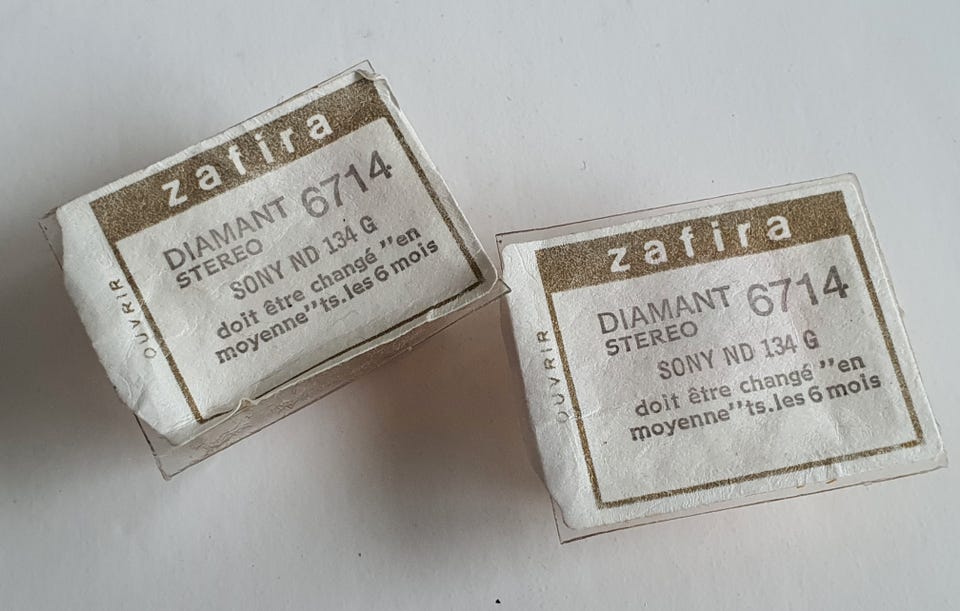 zafira
DIAMANT 6714
STEREO
SONY ND 134 G
doit être changé "en
moyenne" ts.les 6 mois
OUVRIR
zafira
DIAMANT 6714
STEREO
SONY ND 134 G
doit être changé "en
moyenne" ts.les 6 mois
OUVRIR